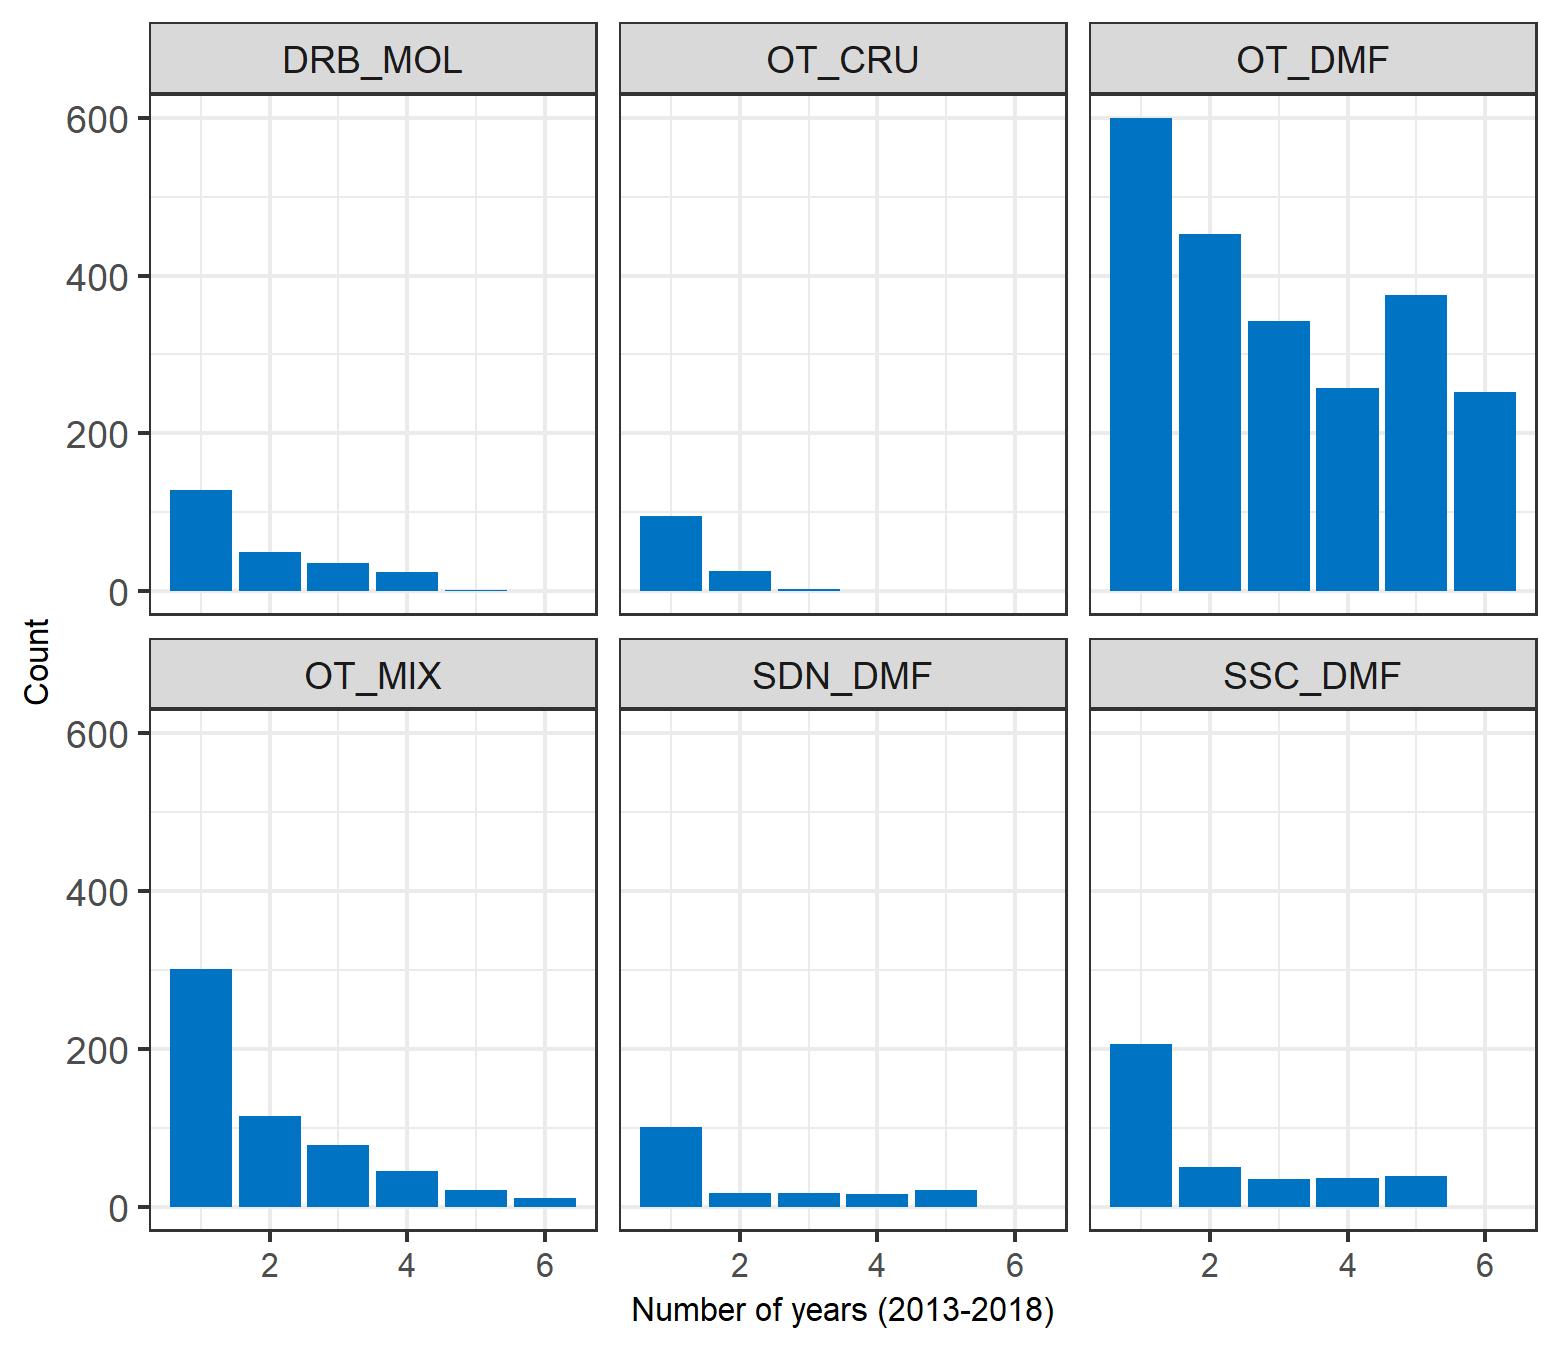 DRB_MOL
OT_CRU
OT_DMF
600
400
200
0
Count
OT_MIX
SDN_DMF
SSC_DMF
600
400
200
0
2 4 6
2 4 6
2 4 6
Number of years (2013-2018)